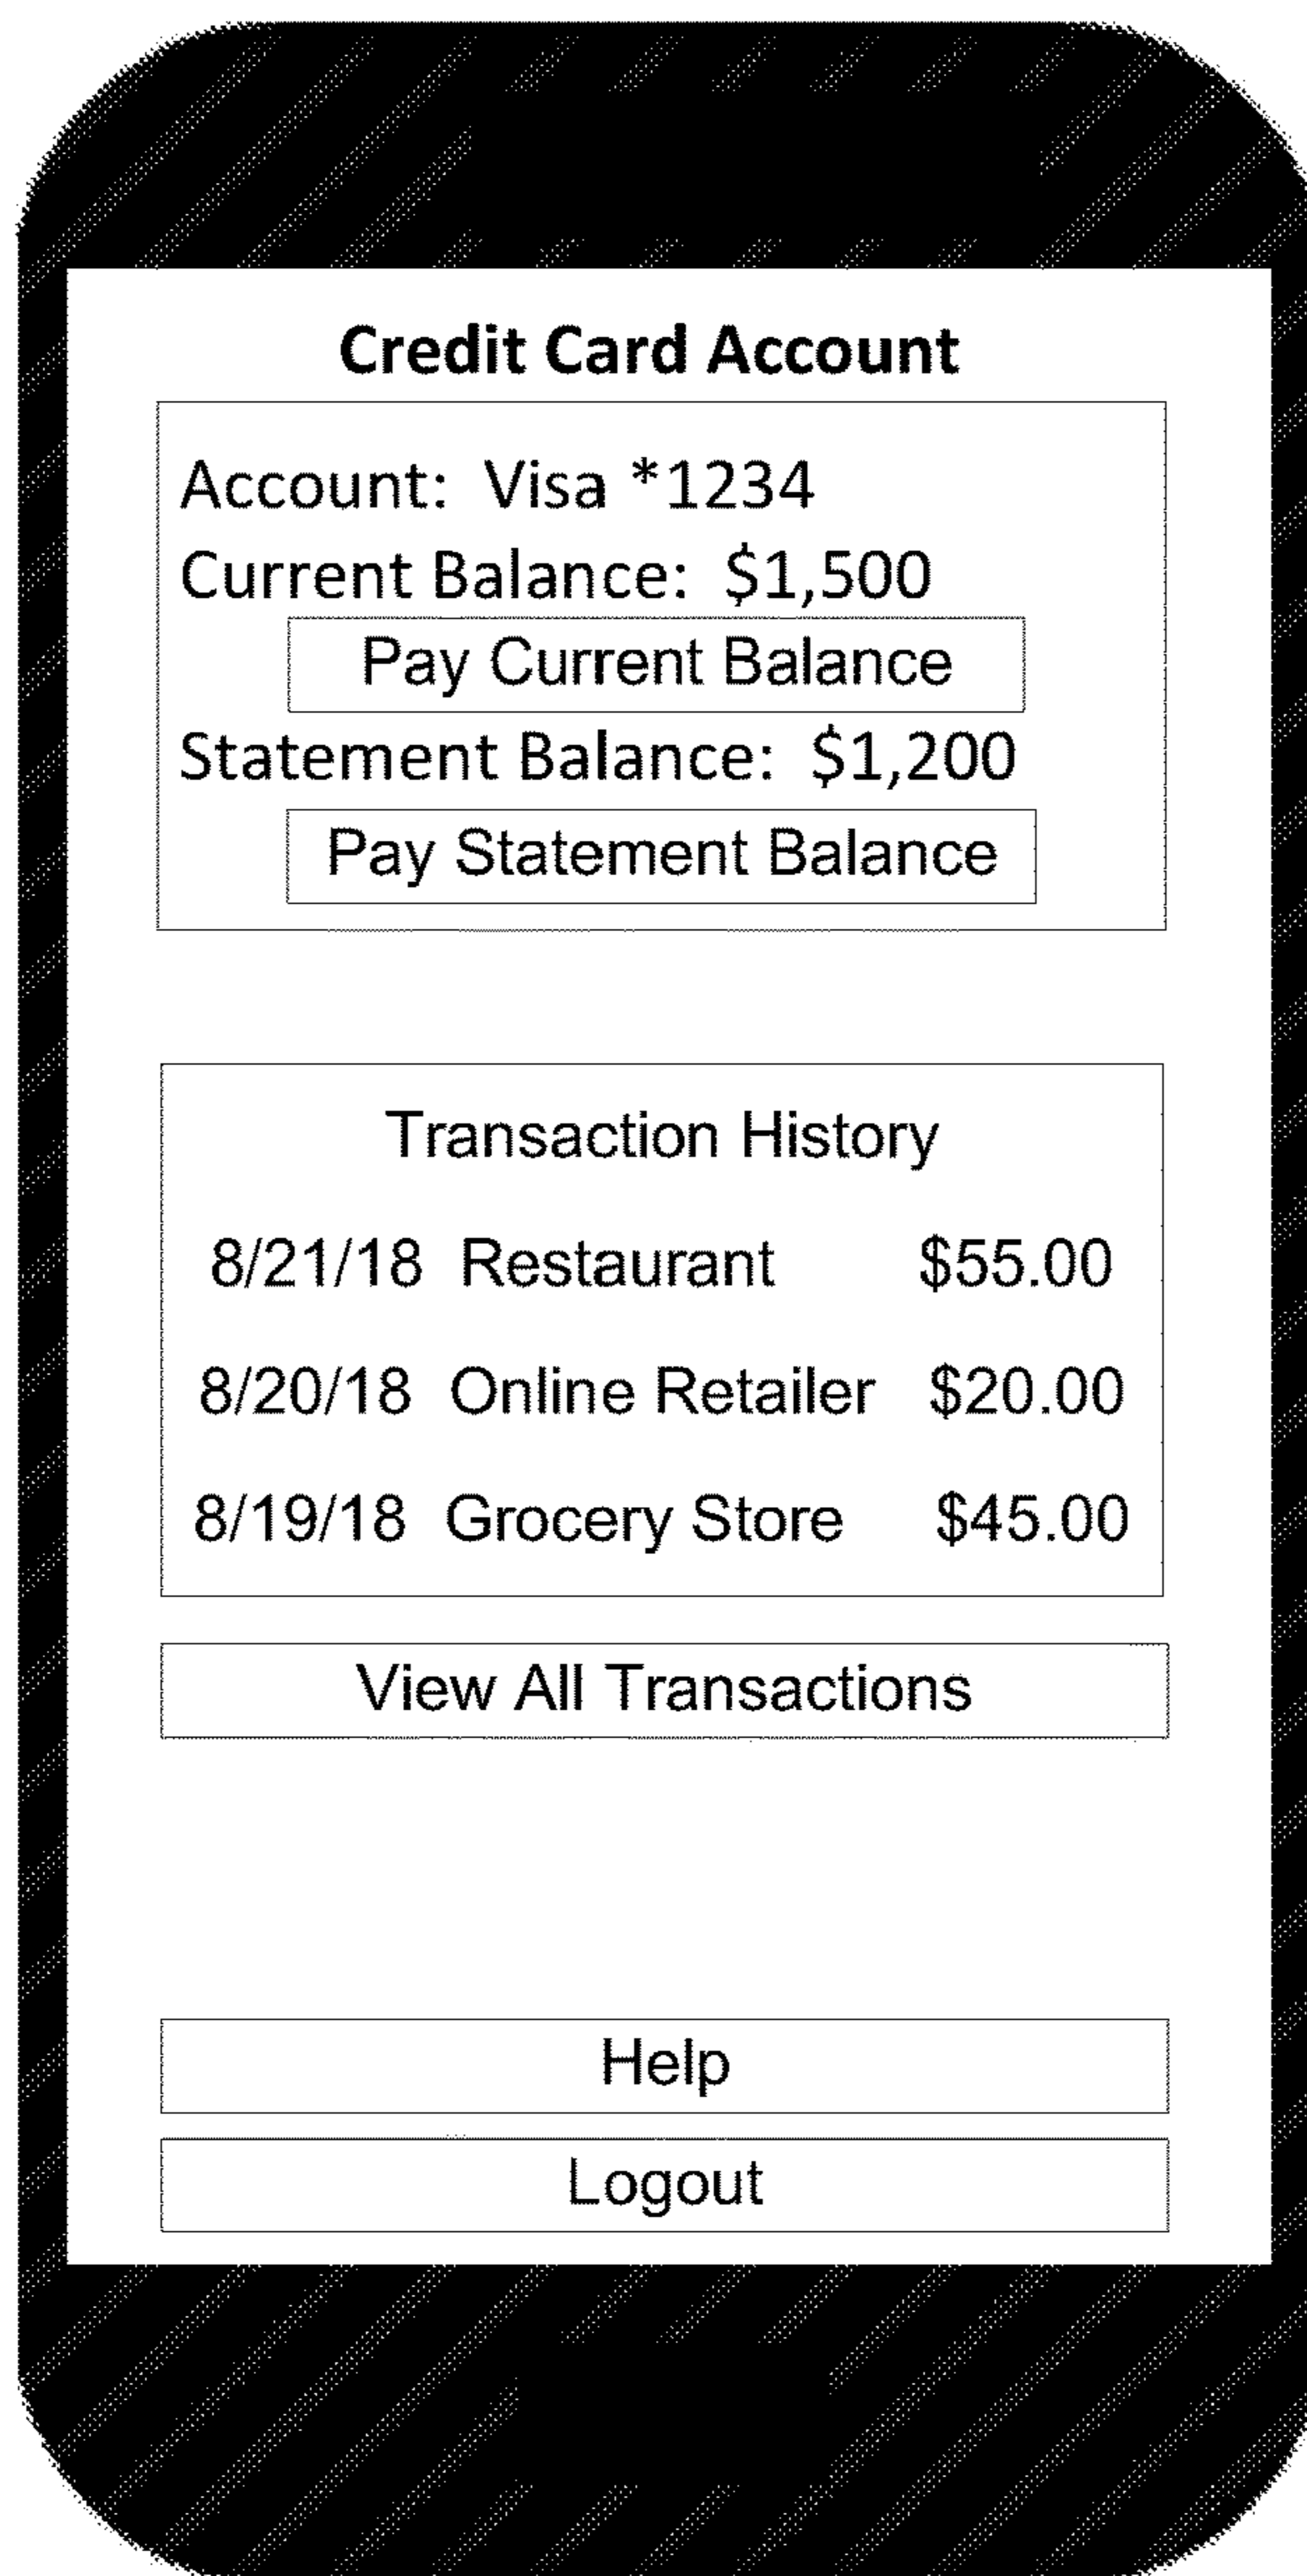 Credit Card Account
Account: Visa *1234
Current Balance: $1,500
Pay Current Balance
Statement Balance: $1,200
Pay Statement Balance
Transaction History
8/21/18 Restaurant $55.00
8/20/18 Online Retailer $20.00
8/19/18 Grocery Store $45.00
View All Transactions
Help
Logout